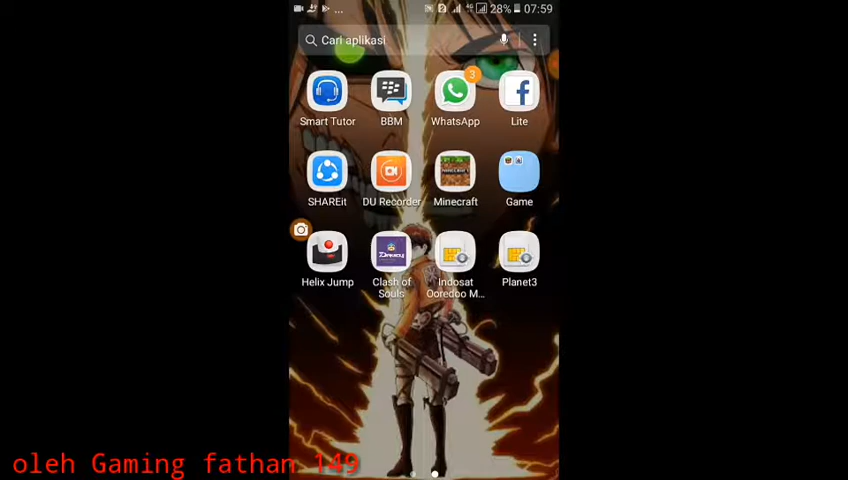 ... 28% 07:59
Cari aplikasi
3
Smart Tutor BBM WhatsApp Lite
SHAREit DU Recorder Minecraft Game
Helix Jump Clash of Souls Indosat Ooredoo M... Planet3
oleh Gaming fathan 149